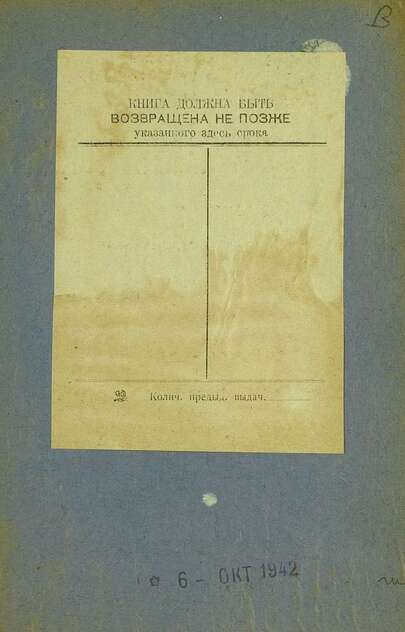 В
КНИГА ДОЛЖНА БЫТЬ
ВОЗВРАЩЕНА НЕ ПОЗЖЕ
указанного здесь срока
Колич. предыд. выдач.
6 - ОКТ 1942